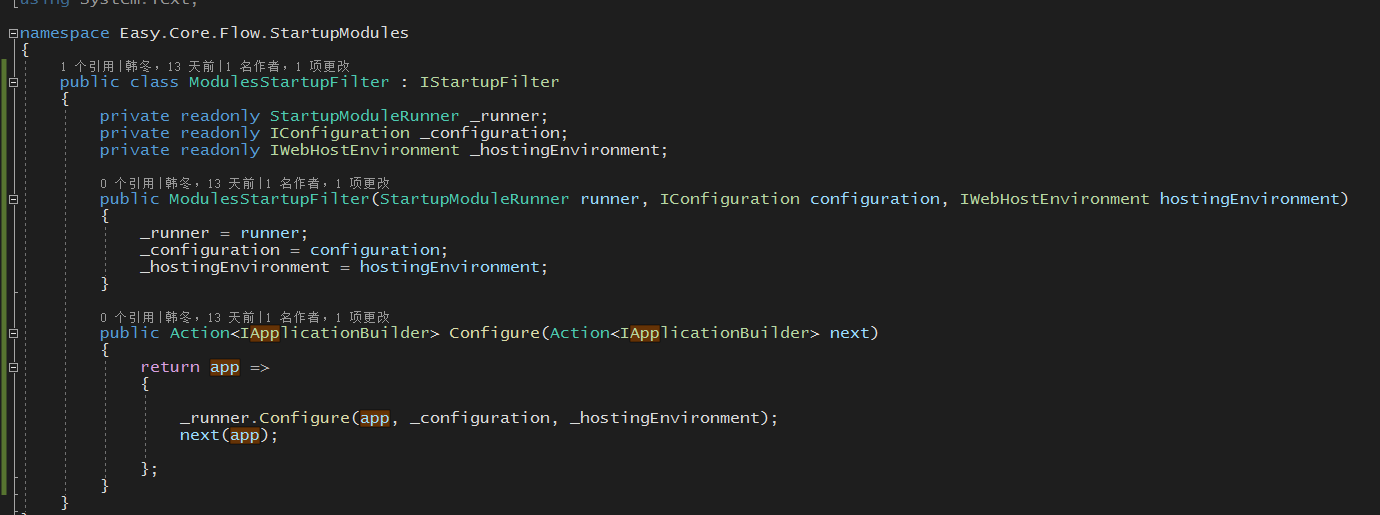 using System.Text;
namespace Easy.Core.Flow.StartupModules
{
1 个引用|韩冬，13 天前|1 名作者，1 项更改
public class ModulesStartupFilter : IStartupFilter
{
private readonly StartupModuleRunner _runner;
private readonly IConfiguration _configuration;
private readonly IWebHostEnvironment _hostingEnvironment;
0 个引用|韩冬，13 天前|1 名作者，1 项更改
public ModulesStartupFilter(StartupModuleRunner runner, IConfiguration configuration, IWebHostEnvironment hostingEnvironment)
{
_runner = runner;
_configuration = configuration;
_hostingEnvironment = hostingEnvironment;
}
0 个引用|韩冬，13 天前|1 名作者，1 项更改
public Action<IApplicationBuilder> Configure(Action<IApplicationBuilder> next)
{
return app =>
{
_runner.Configure(app, _configuration, _hostingEnvironment);
next(app);
};
}
}